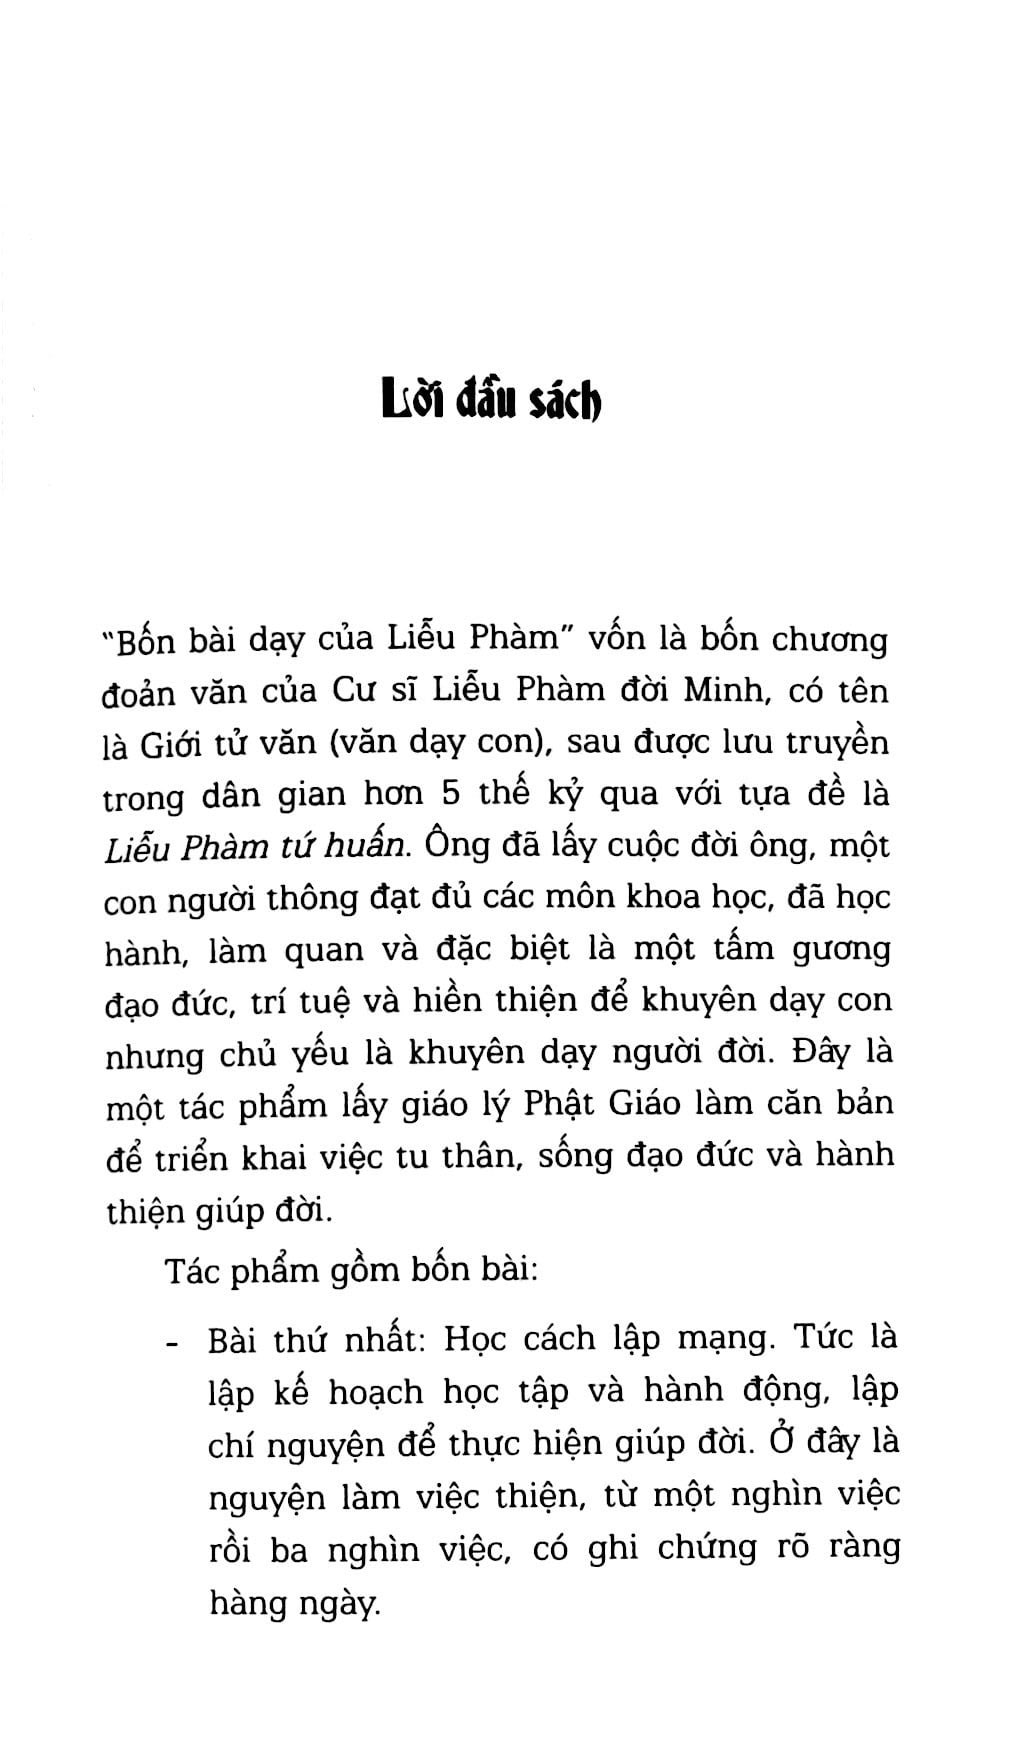 Lời đầu sách
“Bốn bài dạy của Liễu Phàm” vốn là bốn chương
đoản văn của Cư sĩ Liễu Phàm đời Minh, có tên
là Giới tử văn (văn dạy con), sau được lưu truyền
trong dân gian hơn 5 thế kỷ qua với tựa đề là
Liễu Phàm tứ huấn. Ông đã lấy cuộc đời ông, một
con người thông đạt đủ các môn khoa học, đã học
hành, làm quan và đặc biệt là một tấm gương
đạo đức, trí tuệ và hiền thiện để khuyên dạy con
nhưng chủ yếu là khuyên dạy người đời. Đây là
một tác phẩm lấy giáo lý Phật Giáo làm căn bản
để triển khai việc tu thân, sống đạo đức và hành
thiện giúp đời.
Tác phẩm gồm bốn bài:
- Bài thứ nhất: Học cách lập mạng. Tức là
lập kế hoạch học tập và hành động, lập
chí nguyện để thực hiện giúp đời. Ở đây là
nguyện làm việc thiện, từ một nghìn việc
rồi ba nghìn việc, có ghi chứng rõ ràng
hàng ngày.